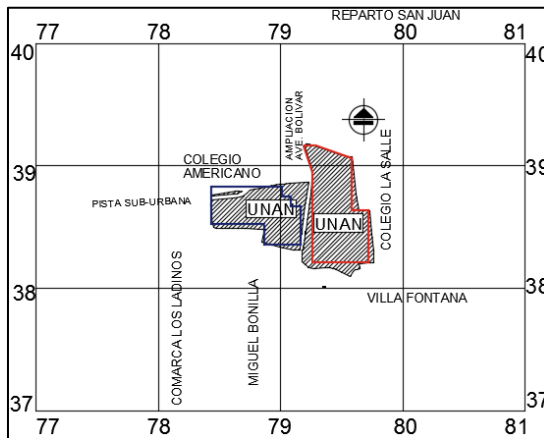 REPARTO SAN JUAN
77 78 79 80 81
40 40
AMPLIACION
AVE. BOLIVAR
COLEGIO LA SALLE
39 39
COLEGIO
AMERICANO
PISTA SUB-URBANA
UNAN
UNAN
38 38
COMARCA LOS LADINOS
MIGUEL BONILLA
VILLA FONTANA
37 37
77 78 79 80 81